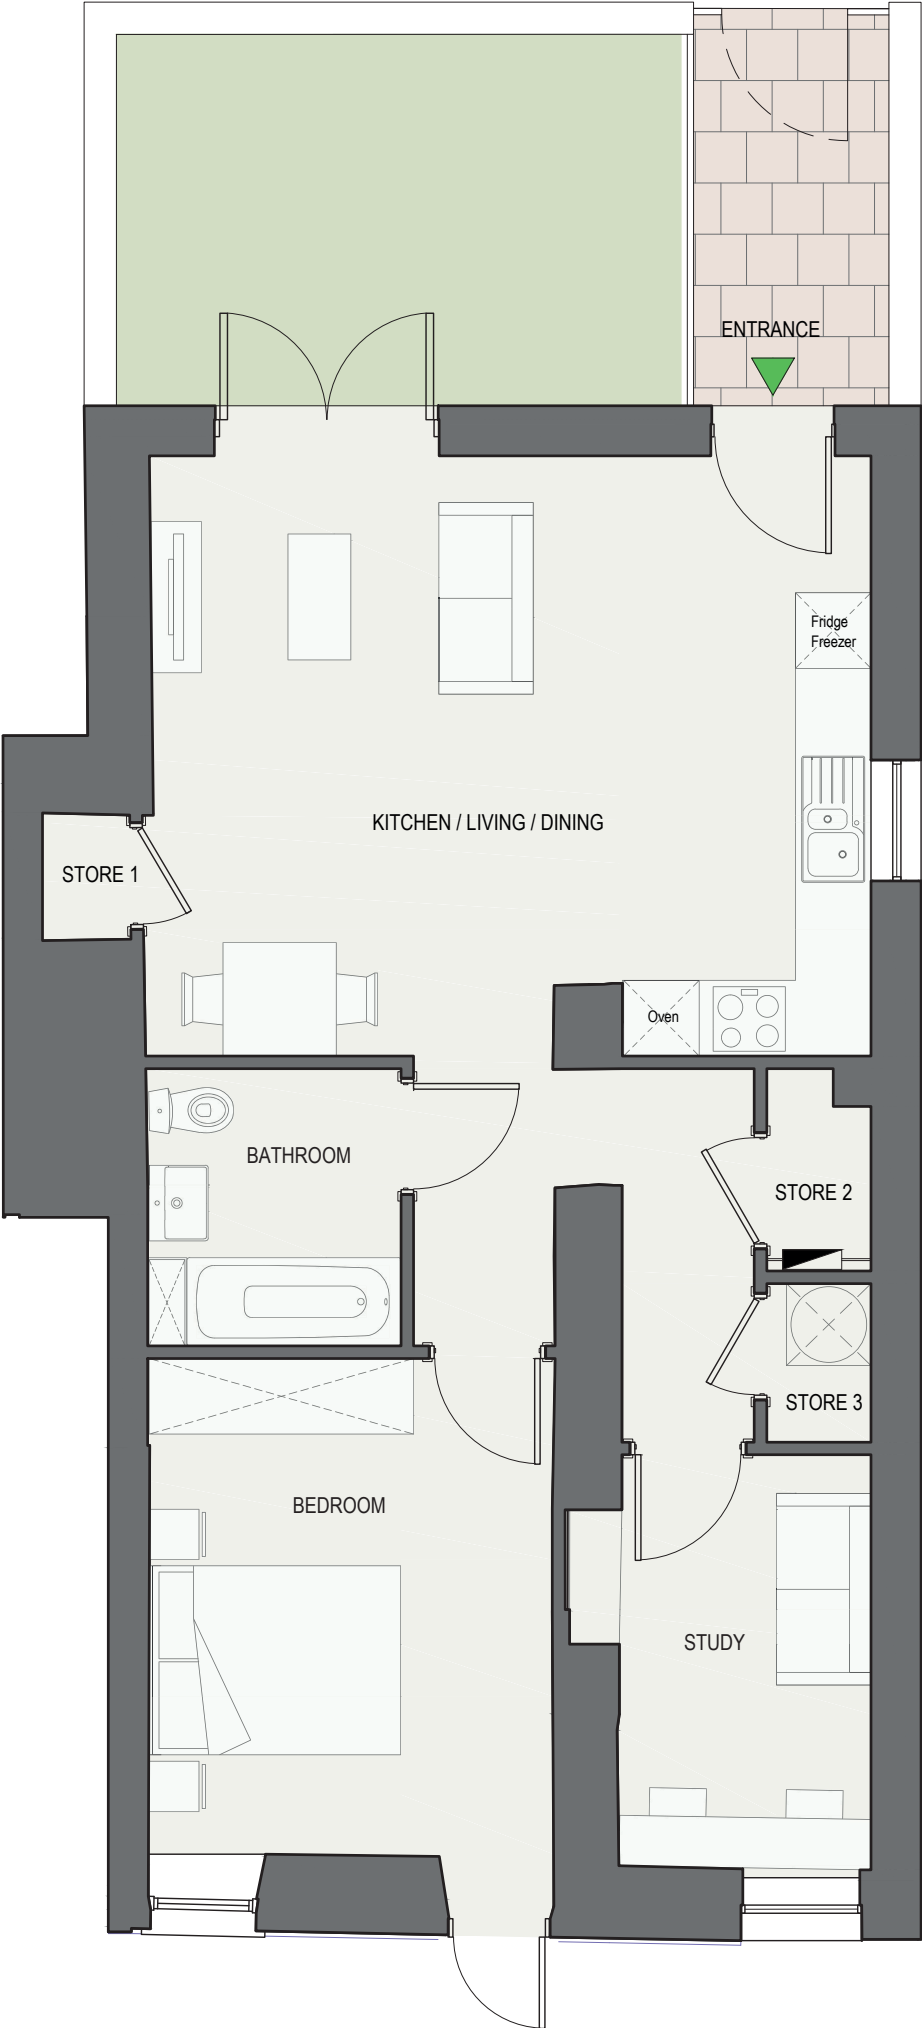 ENTRANCE
Fridge
Freezer
KITCHEN / LIVING / DINING
STORE 1
Oven
BATHROOM
STORE 2
STORE 3
BEDROOM
STUDY